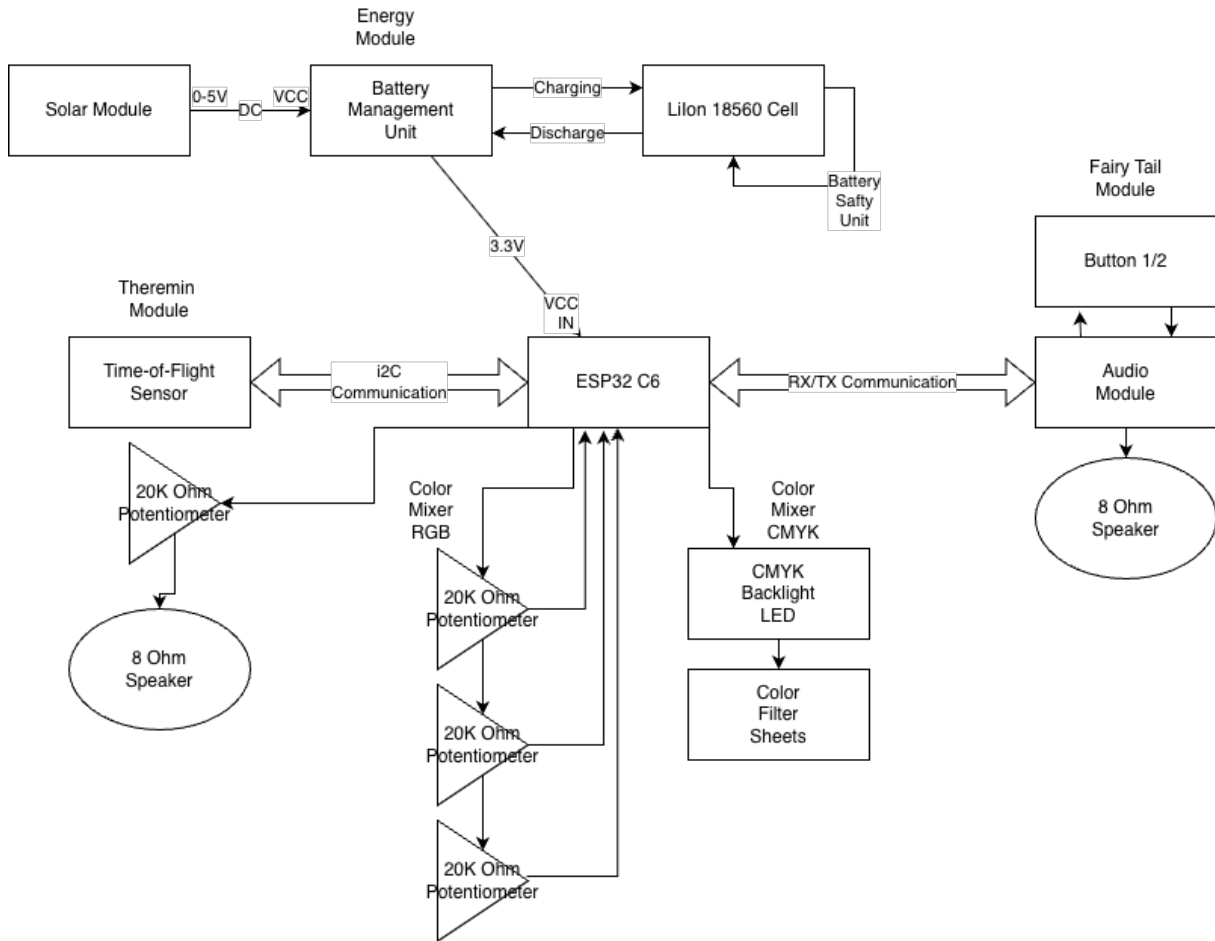 Energy
Module
Solar Module
0-5V
DC
VCC
Battery
Management
Unit
Charging
Discharge
LiIon 18560 Cell
Battery
Safty
Unit
3.3V
VCC
IN
Fairy Tail
Module
Button 1/2
Theremin
Module
Time-of-Flight
Sensor
i2C
Communication
ESP32 C6
RX/TX Communication
Audio
Module
8 Ohm
Speaker
20K Ohm
Potentiometer
8 Ohm
Speaker
Color
Mixer
RGB
20K Ohm
Potentiometer
20K Ohm
Potentiometer
20K Ohm
Potentiometer
Color
Mixer
CMYK
CMYK
Backlight
LED
Color
Filter
Sheets